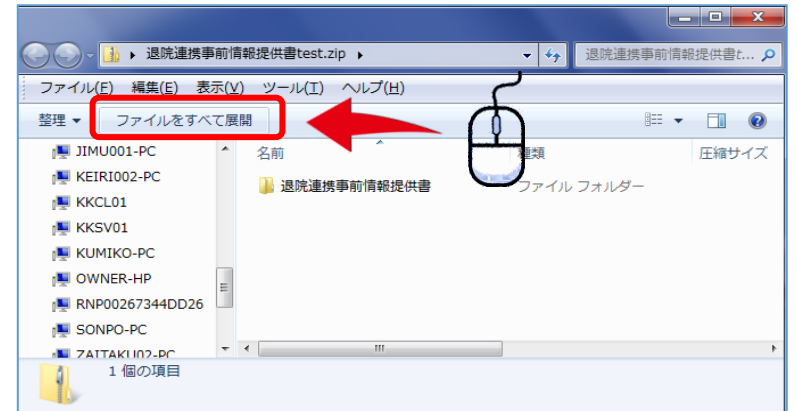 退院連携事前情報提供書test.zip
退院連携事前情報提供書t...
ファイル(F) 編集(E) 表示(V) ツール(T) ヘルプ(H)
整理 ファイルをすべて展開
JIMU001-PC
KEIRI002-PC
KKCL01
KKSV01
KUMIKO-PC
OWNER-HP
RNP00267344DD26
SONPO-PC
ZAITAKU02-PC
名前 種類 圧縮サイズ
退院連携事前情報提供書 ファイル フォルダー
1 個の項目